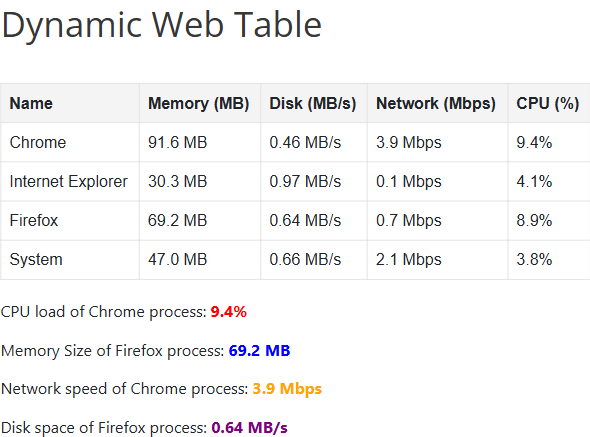 Dynamic Web Table
Name Memory (MB) Disk (MB/s) Network (Mbps) CPU (%)
Chrome 91.6 MB 0.46 MB/s 3.9 Mbps 9.4%
Internet Explorer 30.3 MB 0.97 MB/s 0.1 Mbps 4.1%
Firefox 69.2 MB 0.64 MB/s 0.7 Mbps 8.9%
System 47.0 MB 0.66 MB/s 2.1 Mbps 3.8%
CPU load of Chrome process: 9.4%
Memory Size of Firefox process: 69.2 MB
Network speed of Chrome process: 3.9 Mbps
Disk space of Firefox process: 0.64 MB/s